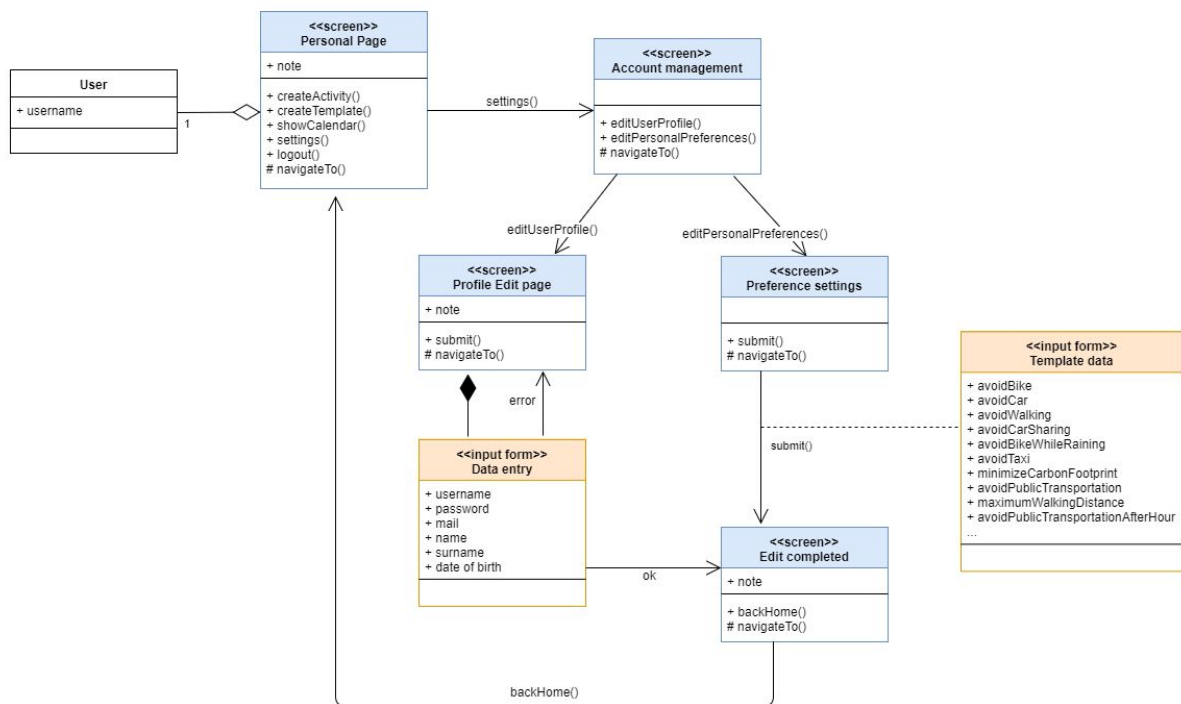 <<screen>>
Personal Page
+ note
+ createActivity()
+ createTemplate()
+ showCalendar()
+ settings()
+ logout()
# navigateTo()
User
+ username
1
settings()
<<screen>>
Account management
+ editUserProfile()
+ editPersonalPreferences()
# navigateTo()
editUserProfile()
editPersonalPreferences()
<<screen>>
Profile Edit page
+ note
+ submit()
# navigateTo()
<<screen>>
Preference settings
+ submit()
# navigateTo()
error
submit()
<<input form>>
Template data
+ avoidBike
+ avoidCar
+ avoidWalking
+ avoidCarSharing
+ avoidBikeWhileRaining
+ avoidTaxi
+ minimizeCarbonFootprint
+ avoidPublicTransportation
+ maximumWalkingDistance
+ avoidPublicTransportationAfterHour
...
<<input form>>
Data entry
+ username
+ password
+ mail
+ name
+ surname
+ date of birth
ok
<<screen>>
Edit completed
+ note
+ backHome()
# navigateTo()
backHome()